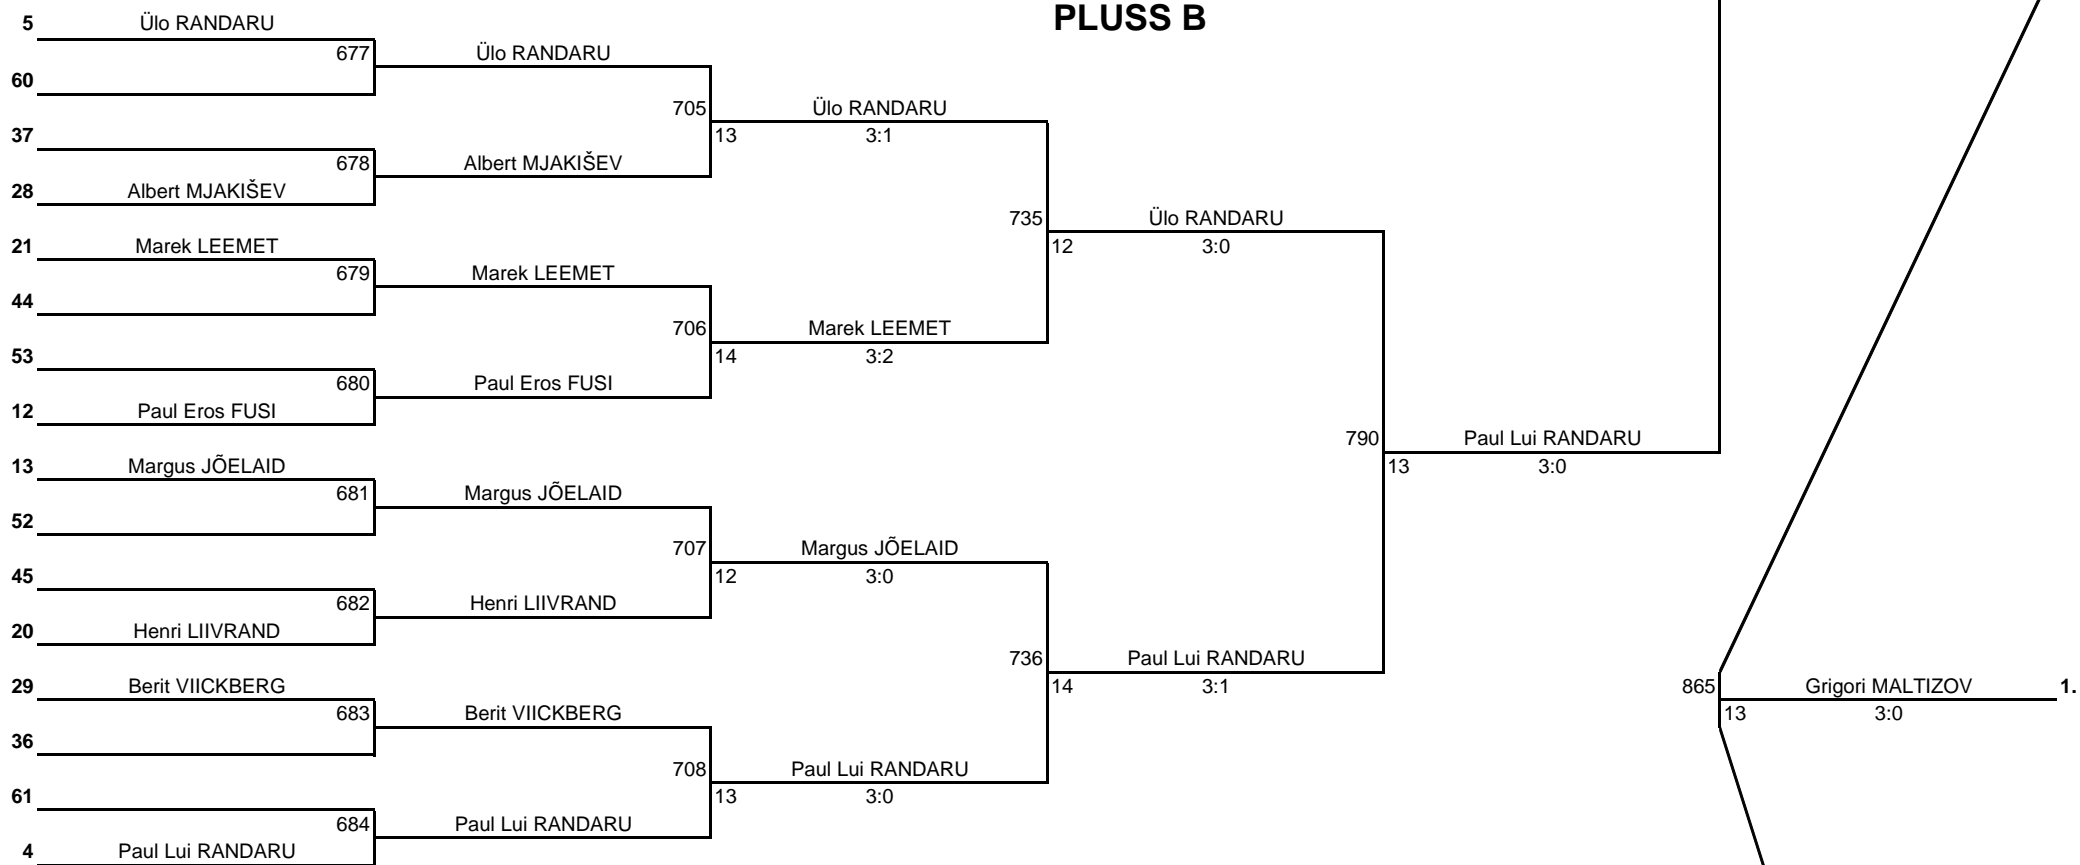 PLUSS B
5 Ülo RANDARU
677 Ülo RANDARU
60
705 Ülo RANDARU
37 13 3:1
678 Albert MJAKIŠEV
28 Albert MJAKIŠEV
735 Ülo RANDARU
21 Marek LEEMET 12 3:0
679 Marek LEEMET
44
706 Marek LEEMET
53 14 3:2
680 Paul Eros FUSI
12 Paul Eros FUSI
790 Paul Lui RANDARU
13 Margus JÕELAID 13 3:0
681 Margus JÕELAID
52
707 Margus JÕELAID
45 12 3:0
682 Henri LIIVRAND
20 Henri LIIVRAND
736 Paul Lui RANDARU
29 Berit VIICKBERG 14 3:1 865 Grigori MALTIZOV 1.
683 Berit VIICKBERG 13 3:0
36
708 Paul Lui RANDARU
61 13 3:0
684 Paul Lui RANDARU
4 Paul Lui RANDARU